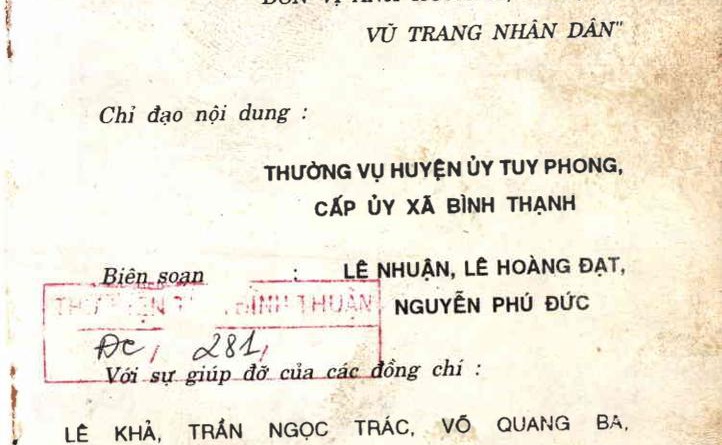 VŨ TRANG NHÂN DÂN"
Chỉ đạo nội dung :
THƯỜNG VỤ HUYỆN ỦY TUY PHONG,
CẤP ỦY XÃ BÌNH THẠNH
Biên soạn : LÊ NHUẬN, LÊ HOÀNG ĐẠT,
NGUYỄN PHÚ ĐỨC
THUẬN
ĐC, 281,
Với sự giúp đỡ của các đồng chí :
LÊ KHẢ, TRẦN NGỌC TRÁC, VÕ QUANG BA,